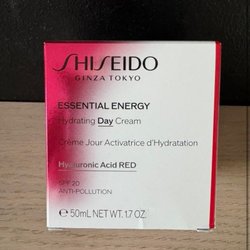 SHISEIDO
GINZA TOKYO
ESSENTIAL ENERGY
Hydrating Day Cream
Crème Jour Activatrice d'Hydratation
Hyaluronic Acid RED
SPF 20
ANTI-POLLUTION
℮ 50mL NET WT. 1.7 OZ.